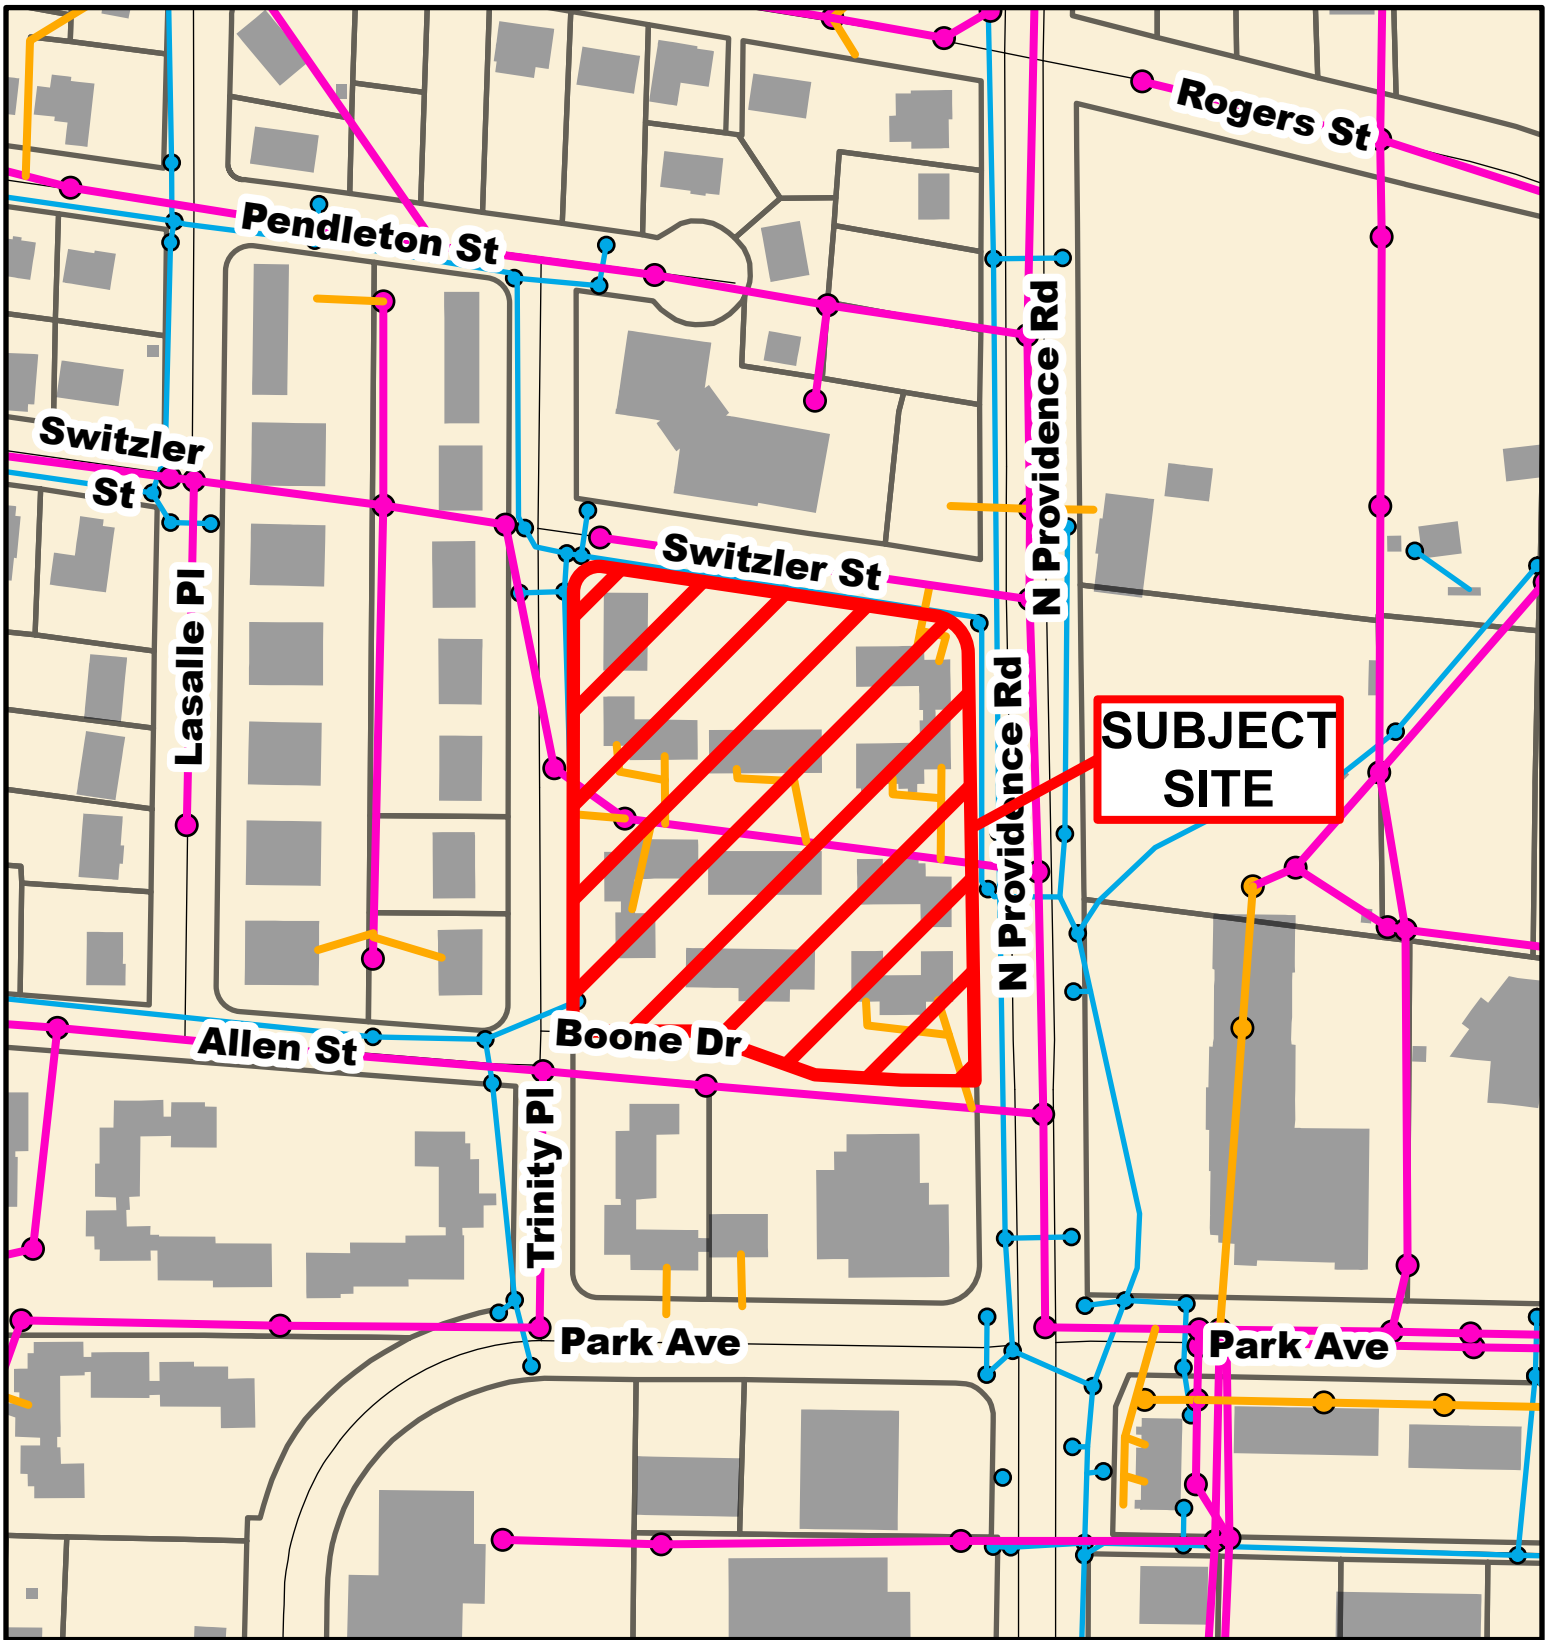 Rogers St
Pendleton St
N Providence Rd
Switzler
St
Switzler St
Lasalle Pl
N Providence Rd
SUBJECT
SITE
Allen St
Boone Dr
Trinity Pl
Park Ave
Park Ave